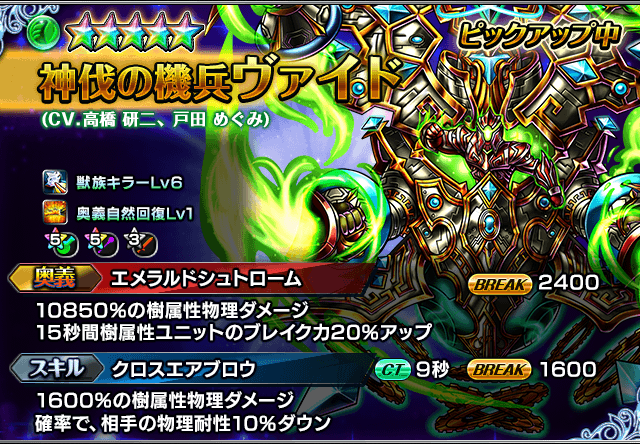 ピックアップ中
神伐の機兵ヴァイド
(CV.高橋 研二、戸田 めぐみ)
獣族キラーLv6
奥義自然回復Lv1
5 5 3
奥義 エメラルドシュトローム BREAK 2400
10850%の樹属性物理ダメージ
15秒間樹属性ユニットのブレイク力20%アップ
スキル クロスエアブロウ CT 9秒 BREAK 1600
1600%の樹属性物理ダメージ
確率で、相手の物理耐性10%ダウン